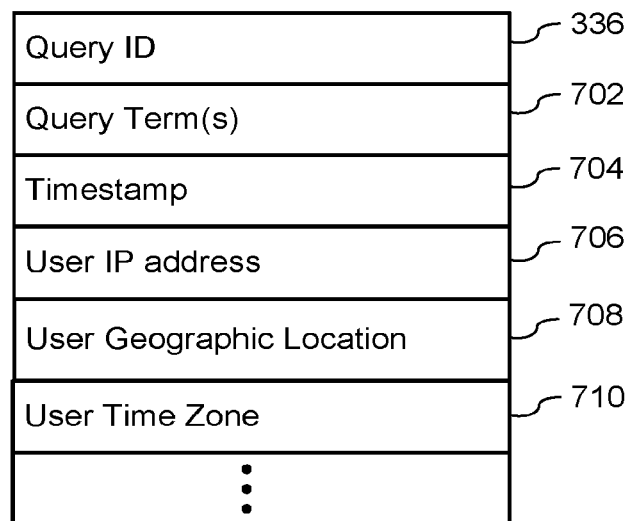 Query ID 336
Query Term(s) 702
Timestamp 704
User IP address 706
User Geographic Location 708
User Time Zone 710